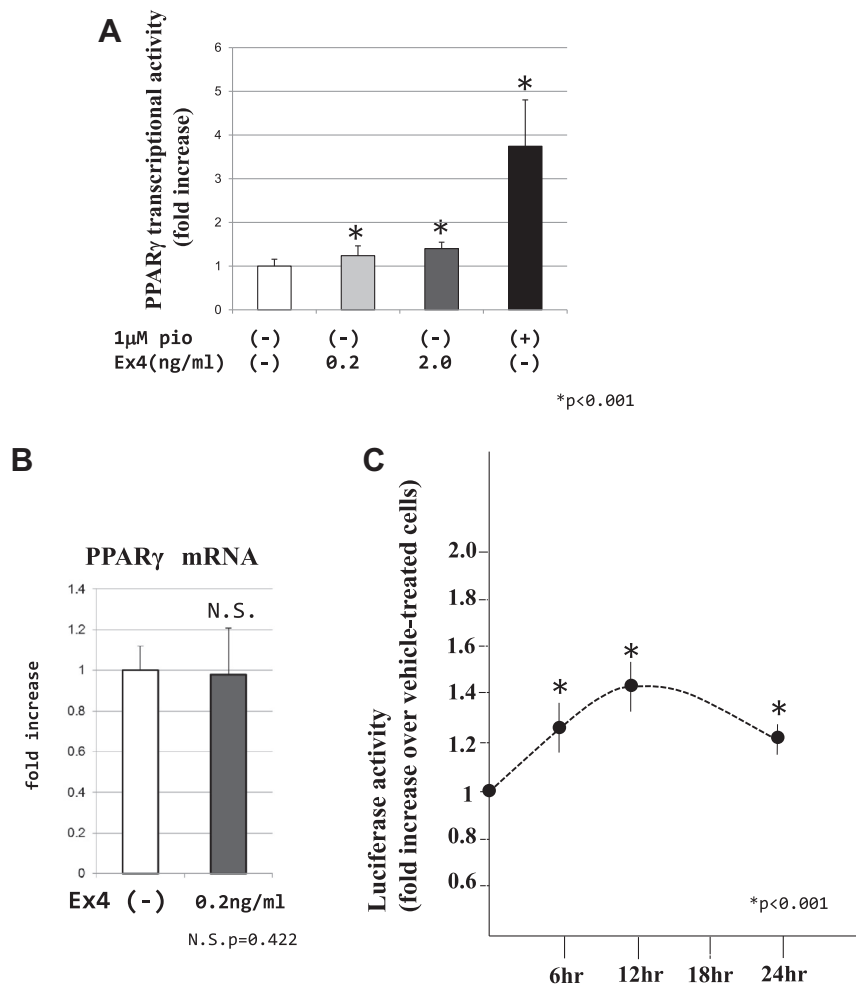 A
PPARγ transcriptional activity
(fold increase)
6
5
4
3
2
1
0
* * *
1μM pio (-) (-) (-) (+)
Ex4(ng/ml) (-) 0.2 2.0 (-)
*p<0.001
B
PPARγ mRNA
fold increase
1.4
1.2
1
0.8
0.6
0.4
0.2
0
N.S.
Ex4 (-) 0.2ng/ml
N.S.p=0.422
C
Luciferase activity
(fold increase over vehicle-treated cells)
2.0
1.8
1.6
1.4
1.2
1
0.8
0.6
* * *
*p<0.001
6hr 12hr 18hr 24hr